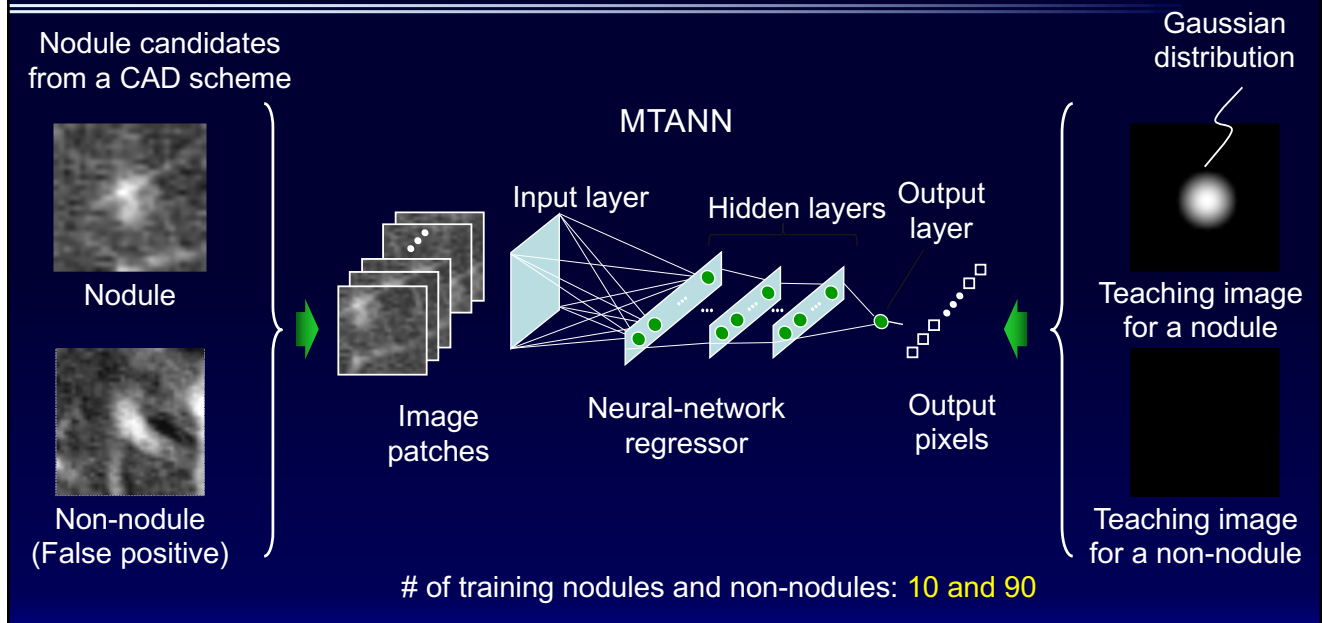 Nodule candidates
from a CAD scheme
Nodule
Non-nodule
(False positive)
MTANN
Input layer
Hidden layers
Output
layer
Image
patches
Neural-network
regressor
Output
pixels
Gaussian
distribution
Teaching image
for a nodule
Teaching image
for a non-nodule
# of training nodules and non-nodules: 10 and 90